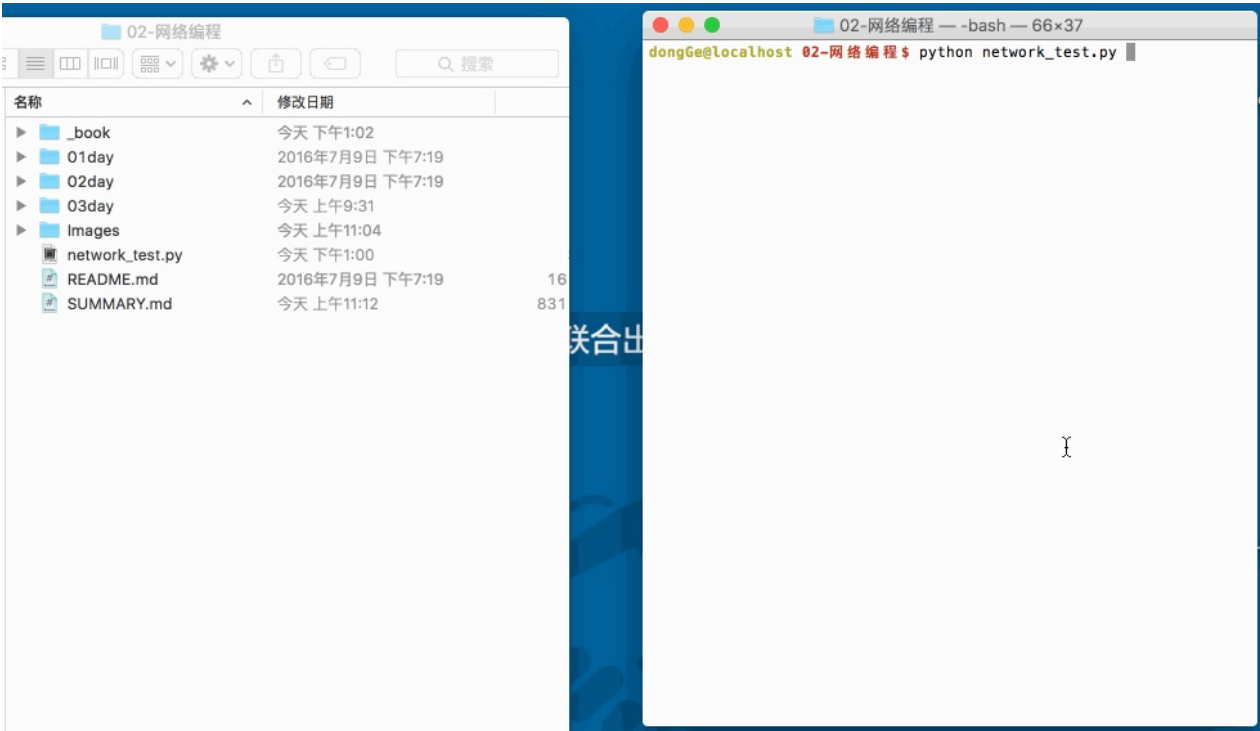 02-网络编程
搜索
名称 修改日期
_book 今天 下午1:02
01day 2016年7月9日 下午7:19
02day 2016年7月9日 下午7:19
03day 今天 上午9:31
Images 今天 上午11:04
network_test.py 今天 下午1:00
README.md 2016年7月9日 下午7:19 16
SUMMARY.md 今天 上午11:12 831
联合出
02-网络编程 — -bash — 66×37
dongGe@localhost 02-网络编程$ python network_test.py